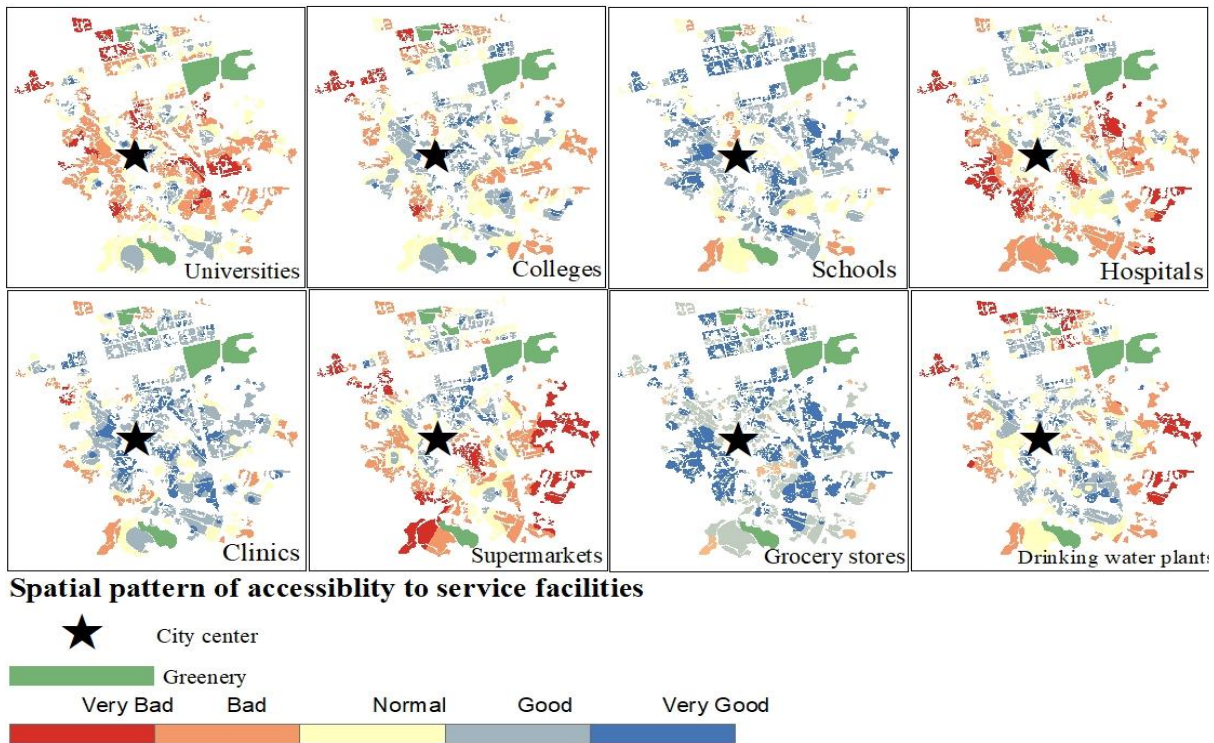 Universities
Colleges
Schools
Hospitals
Clinics
Supermarkets
Grocery stores
Drinking water plants
Spatial pattern of accessiblity to service facilities
City center
Greenery
Very Bad Bad Normal Good Very Good